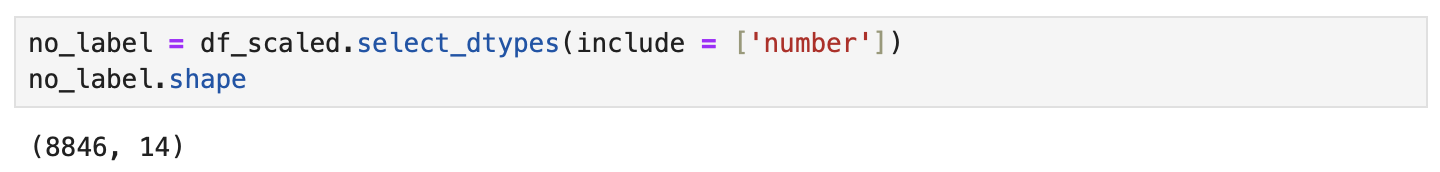 no_label = df_scaled.select_dtypes(include = ['number'])
no_label.shape
(8846, 14)